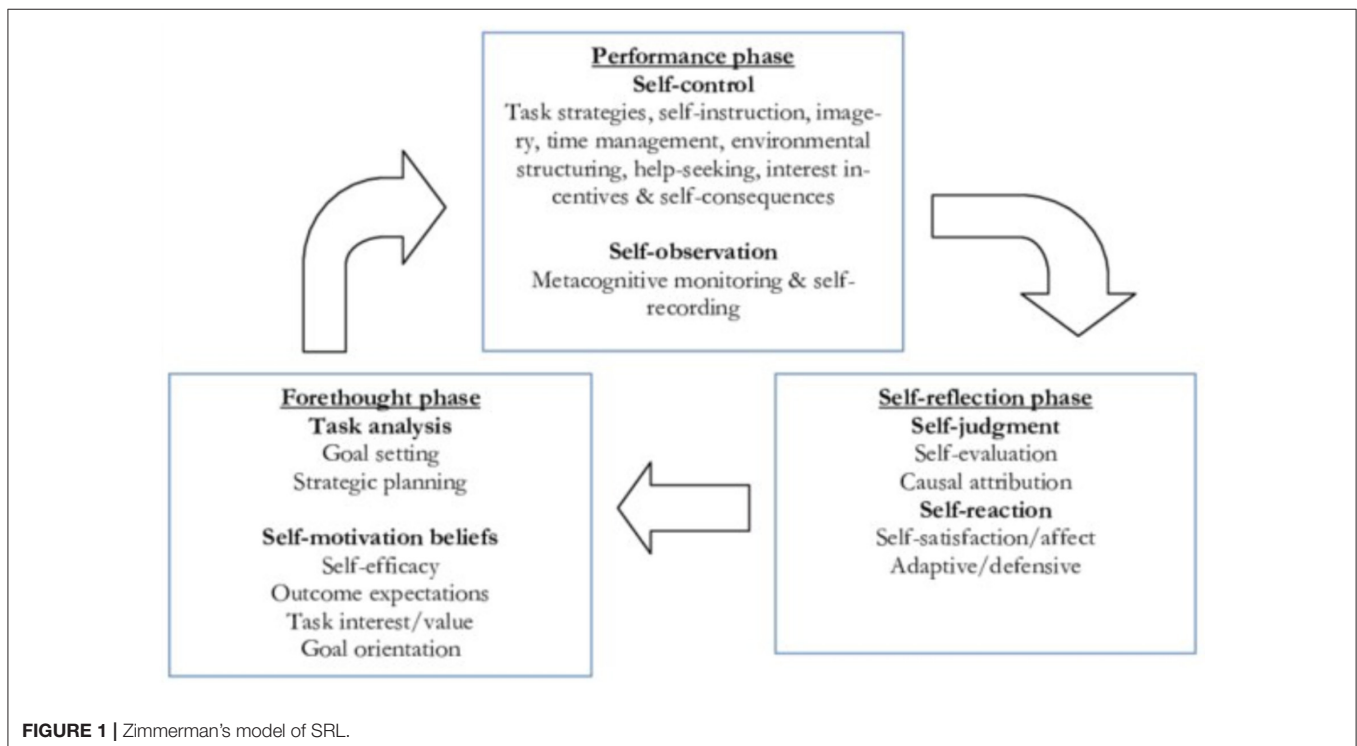 Performance phase
Self-control
Task strategies, self-instruction, image-
ry, time management, environmental
structuring, help-seeking, interest in-
centives & self-consequences
Self-observation
Metacognitive monitoring & self-
recording
Forethought phase
Task analysis
Goal setting
Strategic planning
Self-motivation beliefs
Self-efficacy
Outcome expectations
Task interest/value
Goal orientation
Self-reflection phase
Self-judgment
Self-evaluation
Causal attribution
Self-reaction
Self-satisfaction/affect
Adaptive/defensive
FIGURE 1 | Zimmerman's model of SRL.